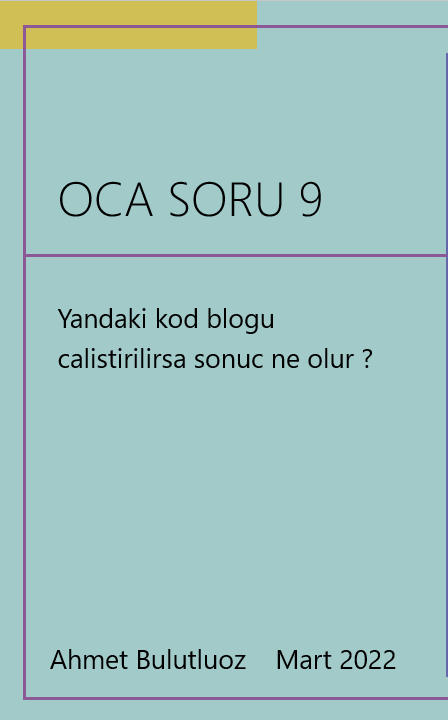 OCA SORU 9
Yandaki kod blogu
calistirilirsa sonuc ne olur ?
Ahmet Bulutluoz Mart 2022